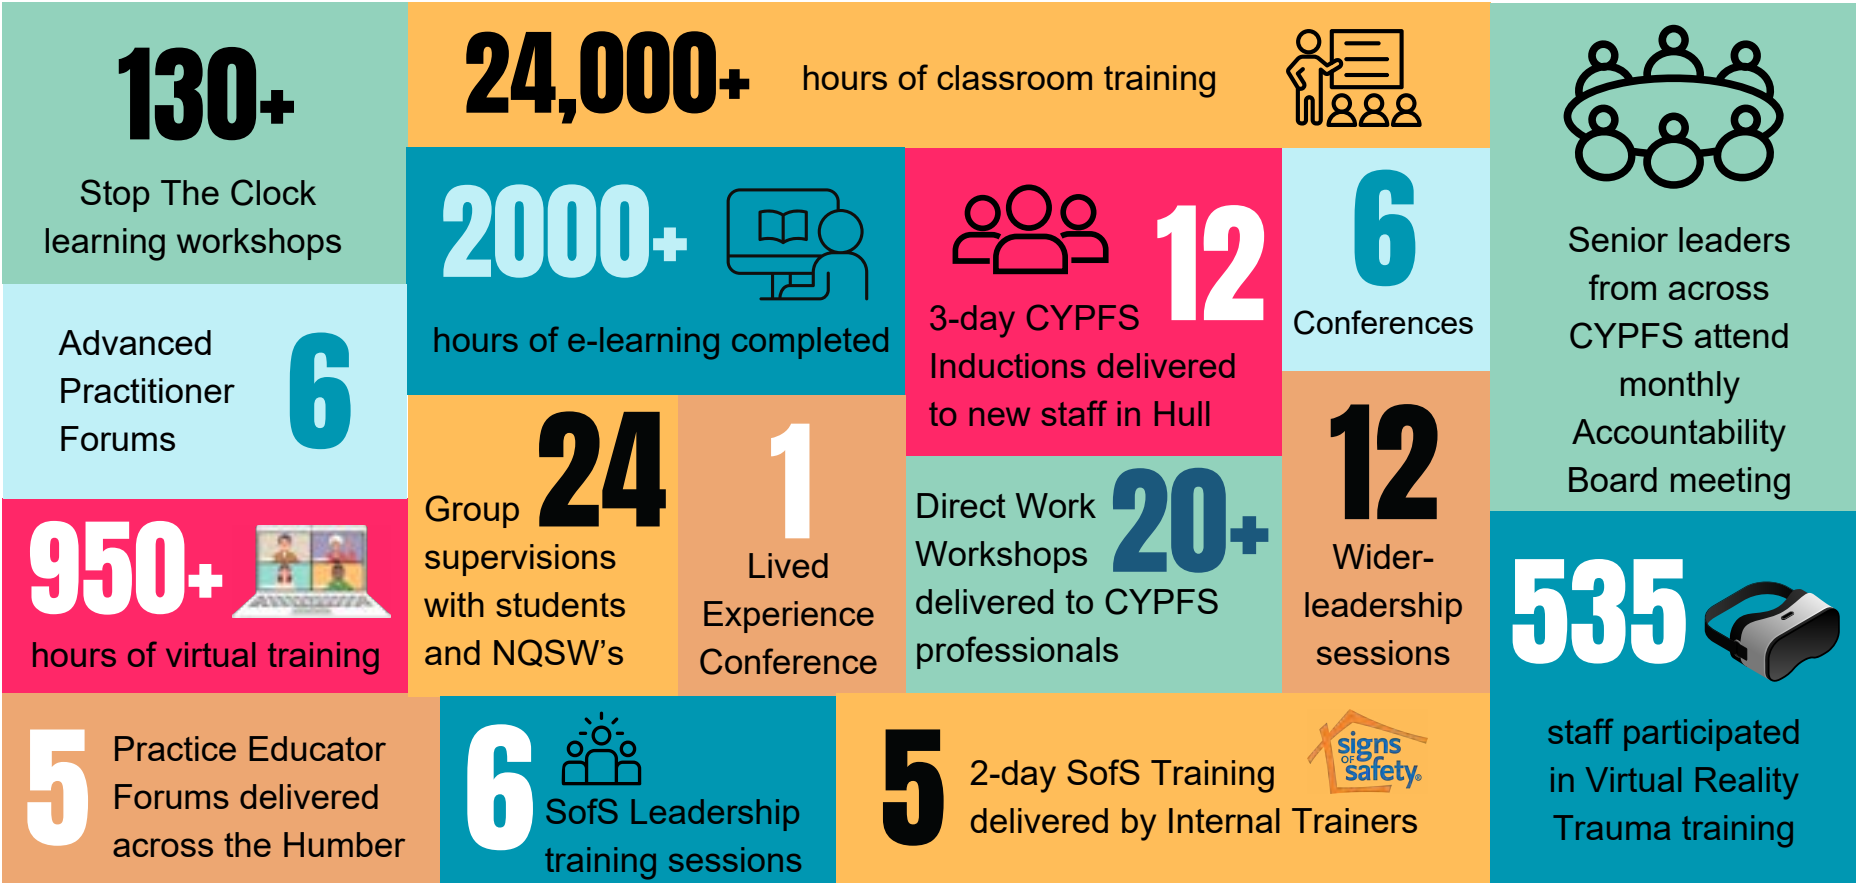 130+
Stop The Clock
learning workshops
24,000+
hours of classroom training
Senior leaders
from across
CYPFS attend
monthly
Accountability
Board meeting
2000+
hours of e-learning completed
12
3-day CYPFS
Inductions delivered
to new staff in Hull
6
Conferences
Advanced
Practitioner
Forums
6
950+
hours of virtual training
24
Group
supervisions
with students
and NQSW’s
1
Lived
Experience
Conference
Direct Work
Workshops
delivered to CYPFS
professionals
20+
12
Wider-
leadership
sessions
535
staff participated
in Virtual Reality
Trauma training
5
Practice Educator
Forums delivered
across the Humber
6
SofS Leadership
training sessions
5
2-day SofS Training
delivered by Internal Trainers
signs
OF
safety®